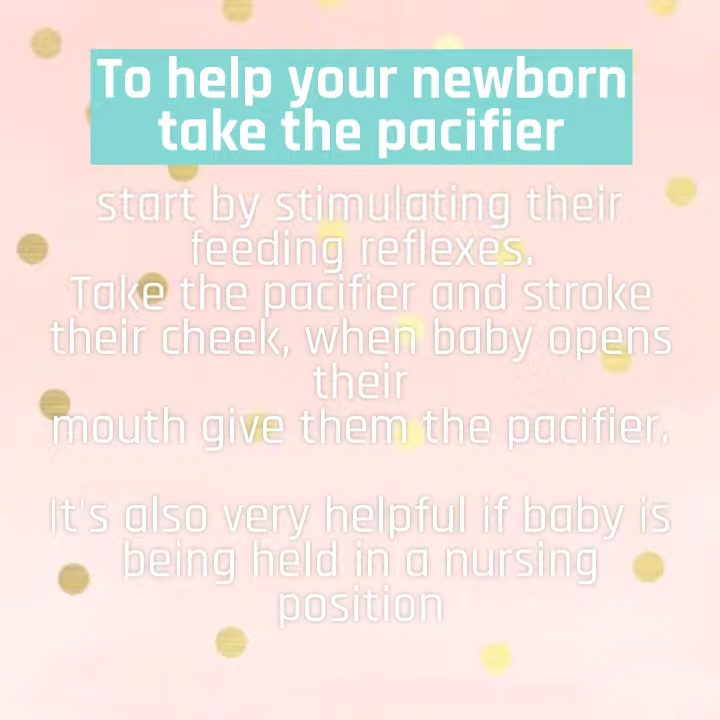 To help your newborn
take the pacifier
start by stimulating their
feeding reflexes.
Take the pacifier and stroke
their cheek, when baby opens
their
mouth give them the pacifier.
It's also very helpful if baby is
being held in a nursing
position